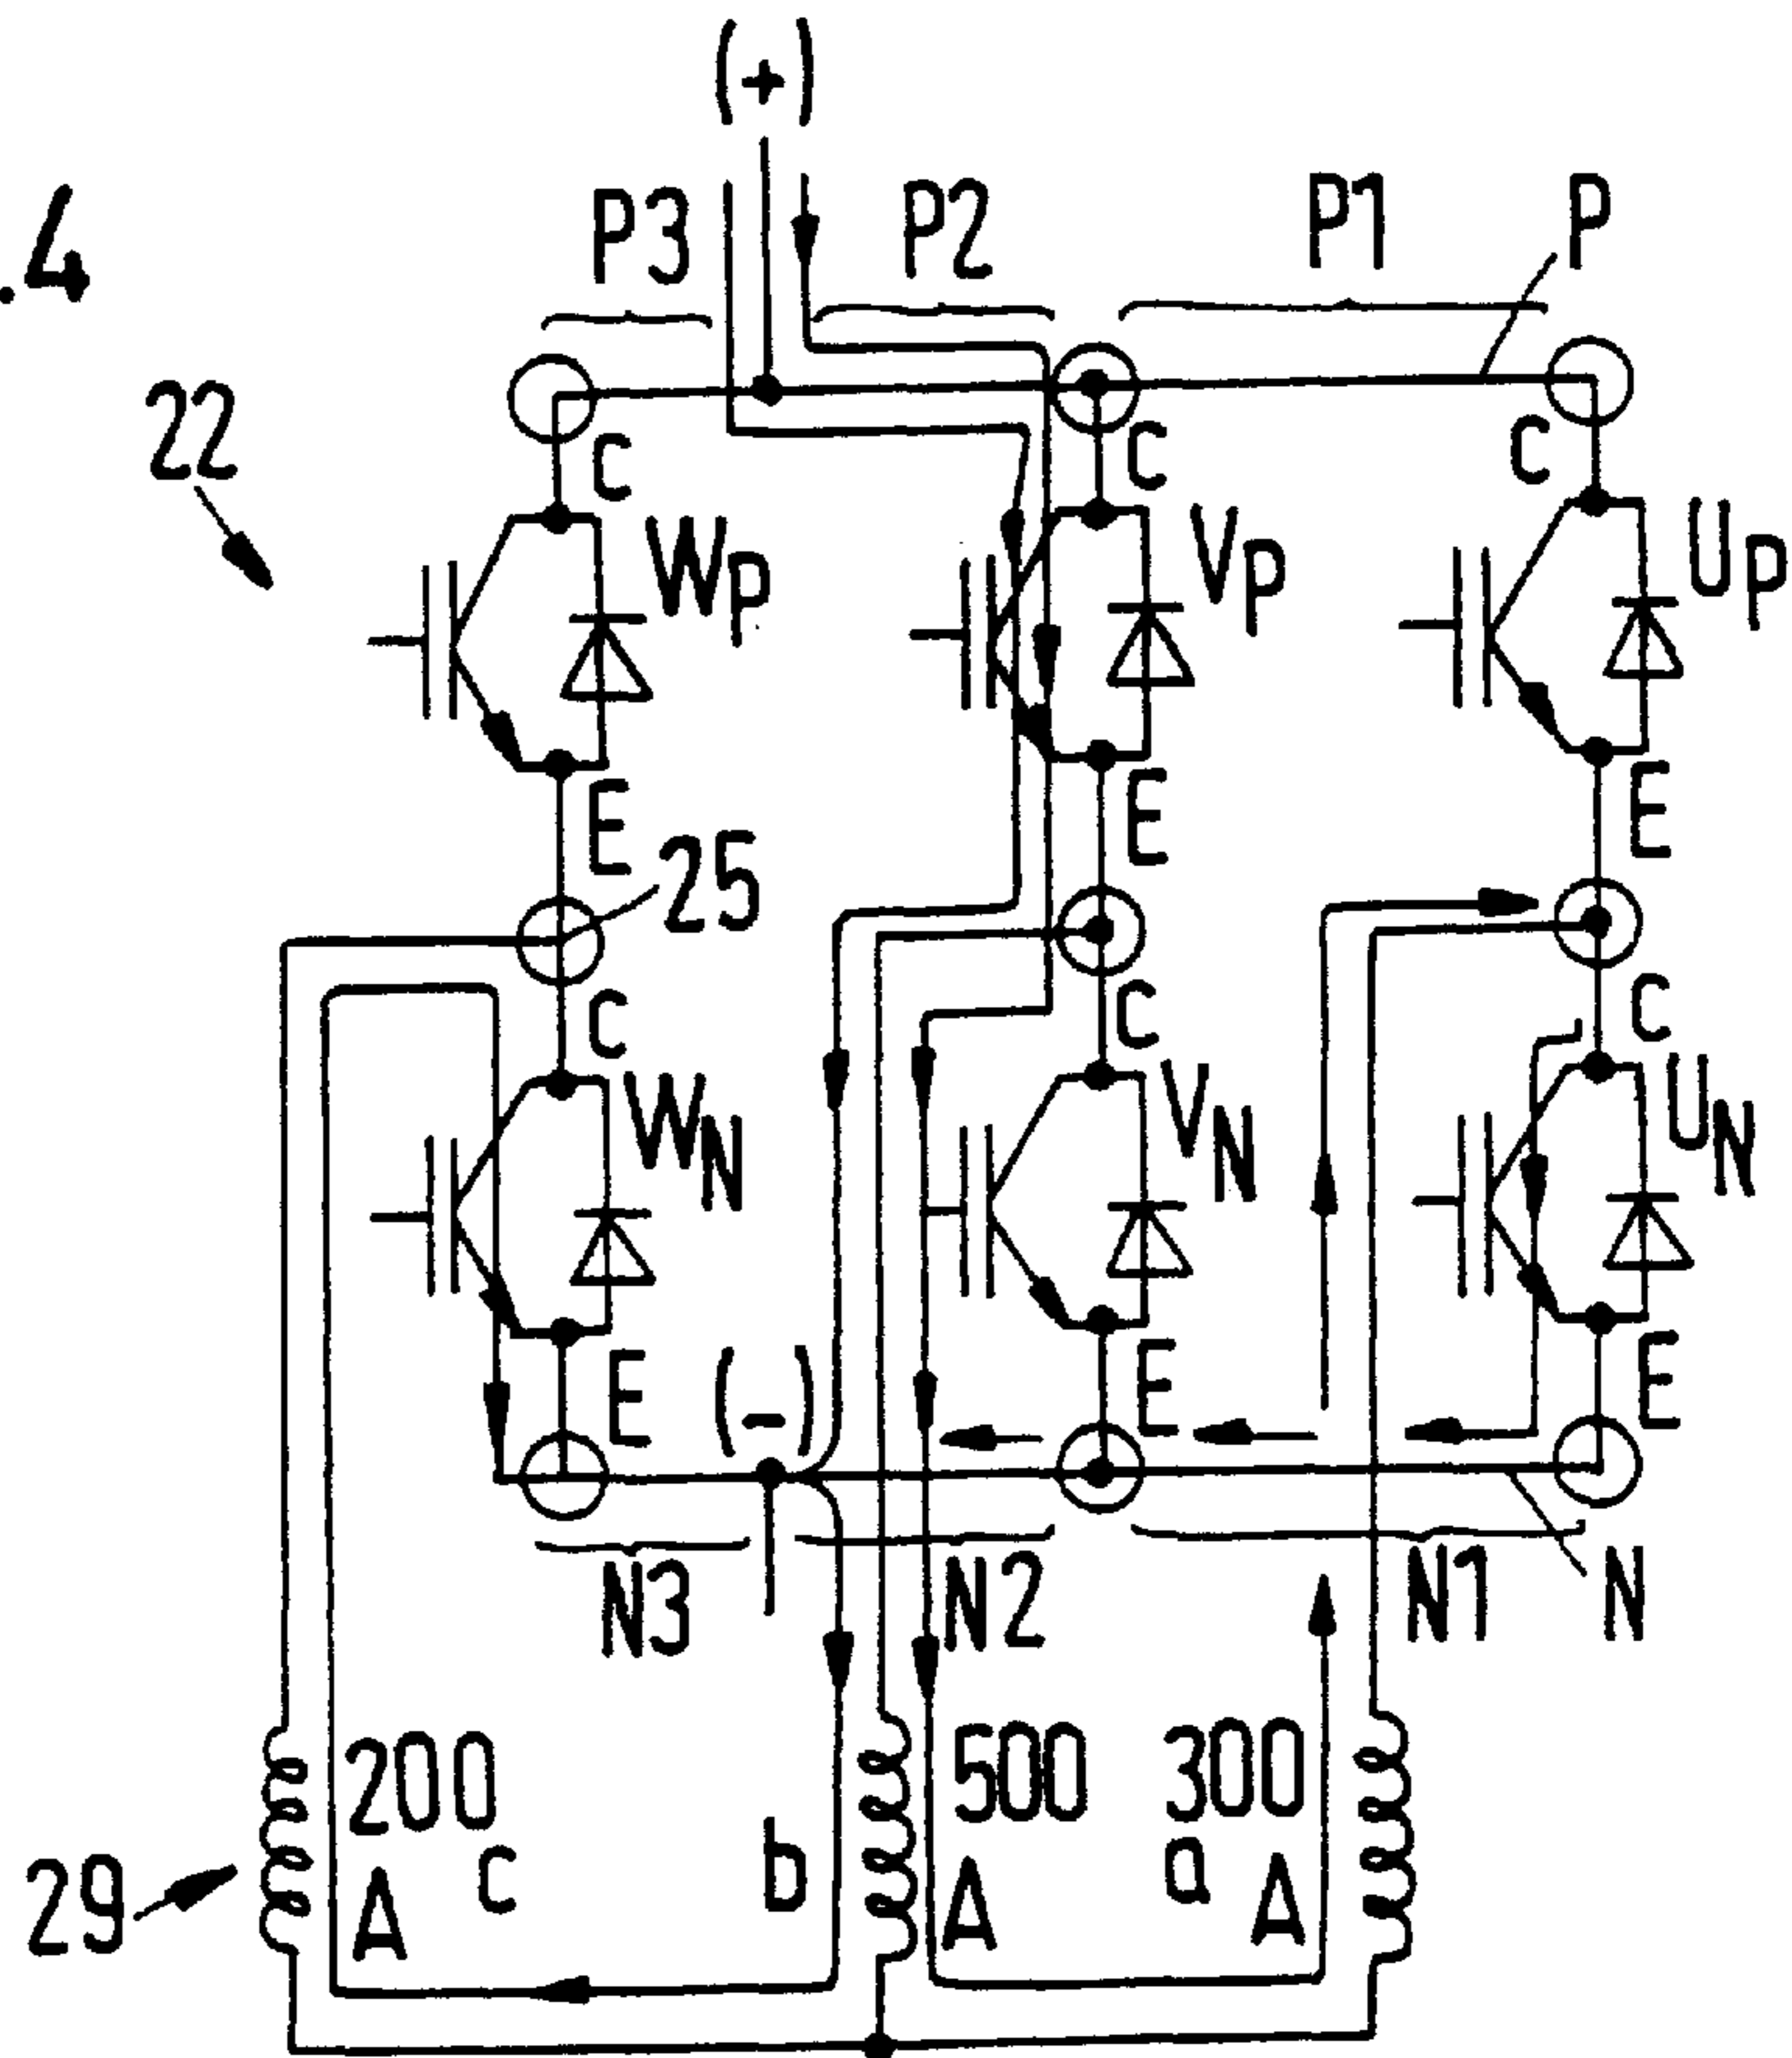 (+)
.4
P3 P2 P1 P
22
C C C
WP VP UP
E E E
25
C C C
WN VN UN
E (-) E E
N3 N2 N1 N
200 500 300
c b a
29 A A A